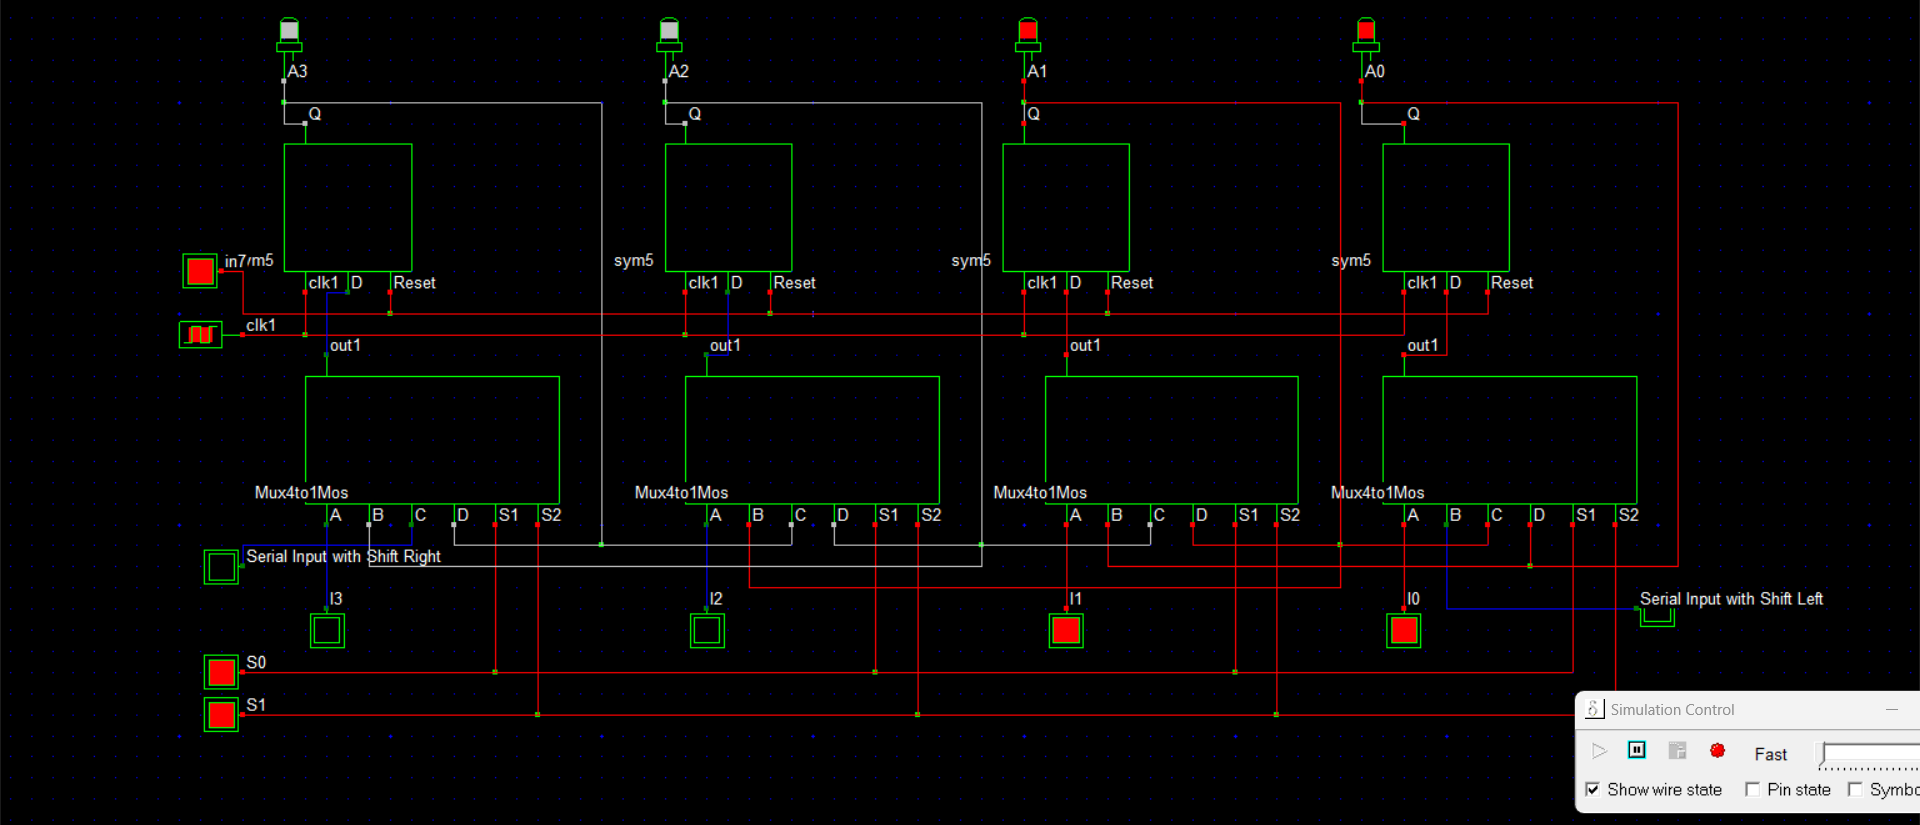 A3 A2 A1 A0
Q Q Q Q
in7 m5 sym5 sym5 sym5
clk1 D Reset clk1 D Reset clk1 D Reset clk1 D Reset
clk1
out1 out1 out1 out1
Mux4to1Mos Mux4to1Mos Mux4to1Mos Mux4to1Mos
A B C D S1 S2 A B C D S1 S2 A B C D S1 S2 A B C D S1 S2
Serial Input with Shift Right
I3 I2 I1 I0 Serial Input with Shift Left
S0
S1
Simulation Control
Fast
Show wire state Pin state Symbo